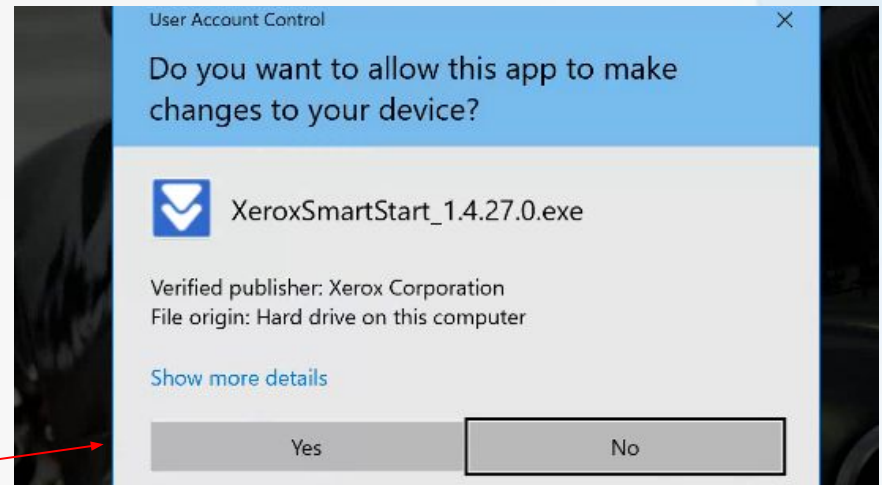 User Account Control
Do you want to allow this app to make
changes to your device?
XeroxSmartStart_1.4.27.0.exe
Verified publisher: Xerox Corporation
File origin: Hard drive on this computer
Show more details
Yes
No